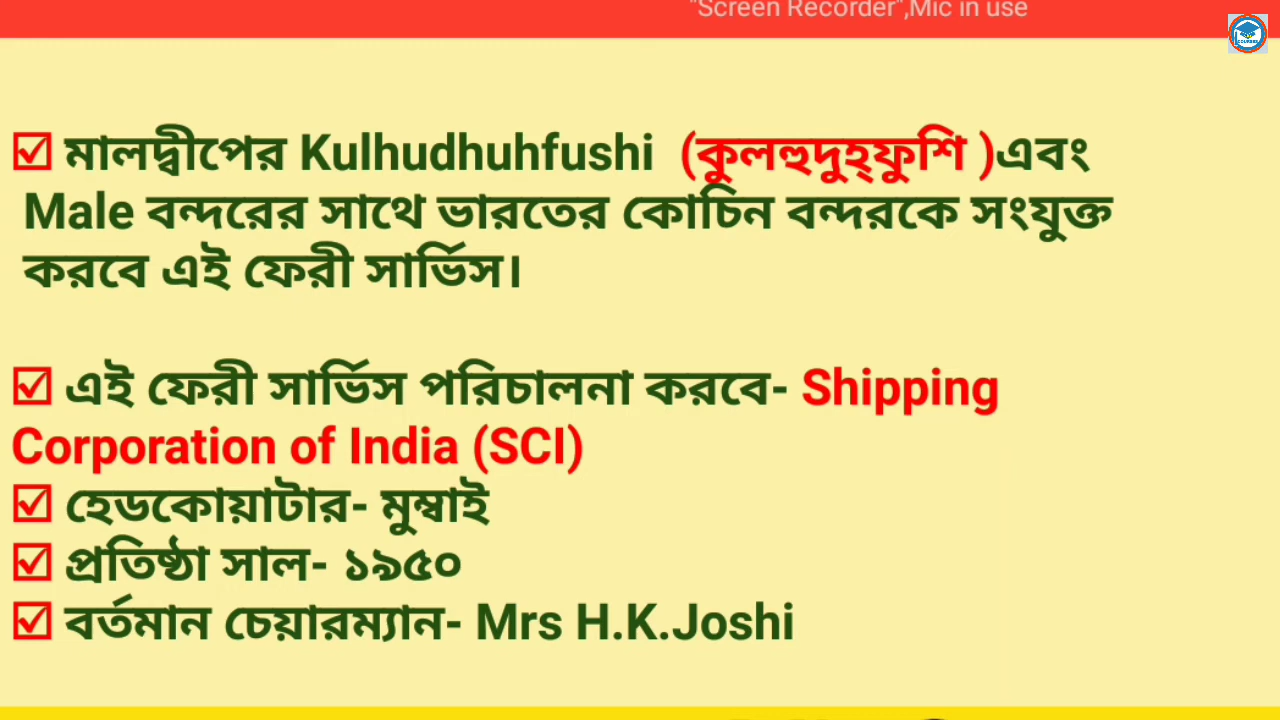 "Screen Recorder",Mic in use
☑ মালদ্বীপের Kulhudhuhfushi (কুলহুদুহ্ফুশি )এবং
Male বন্দরের সাথে ভারতের কোচিন বন্দরকে সংযুক্ত
করবে এই ফেরী সার্ভিস।
☑ এই ফেরী সার্ভিস পরিচালনা করবে- Shipping
Corporation of India (SCI)
☑ হেডকোয়াটার- মুম্বাই
☑ প্রতিষ্ঠা সাল- ১৯৫০
☑ বর্তমান চেয়ারম্যান- Mrs H.K.Joshi